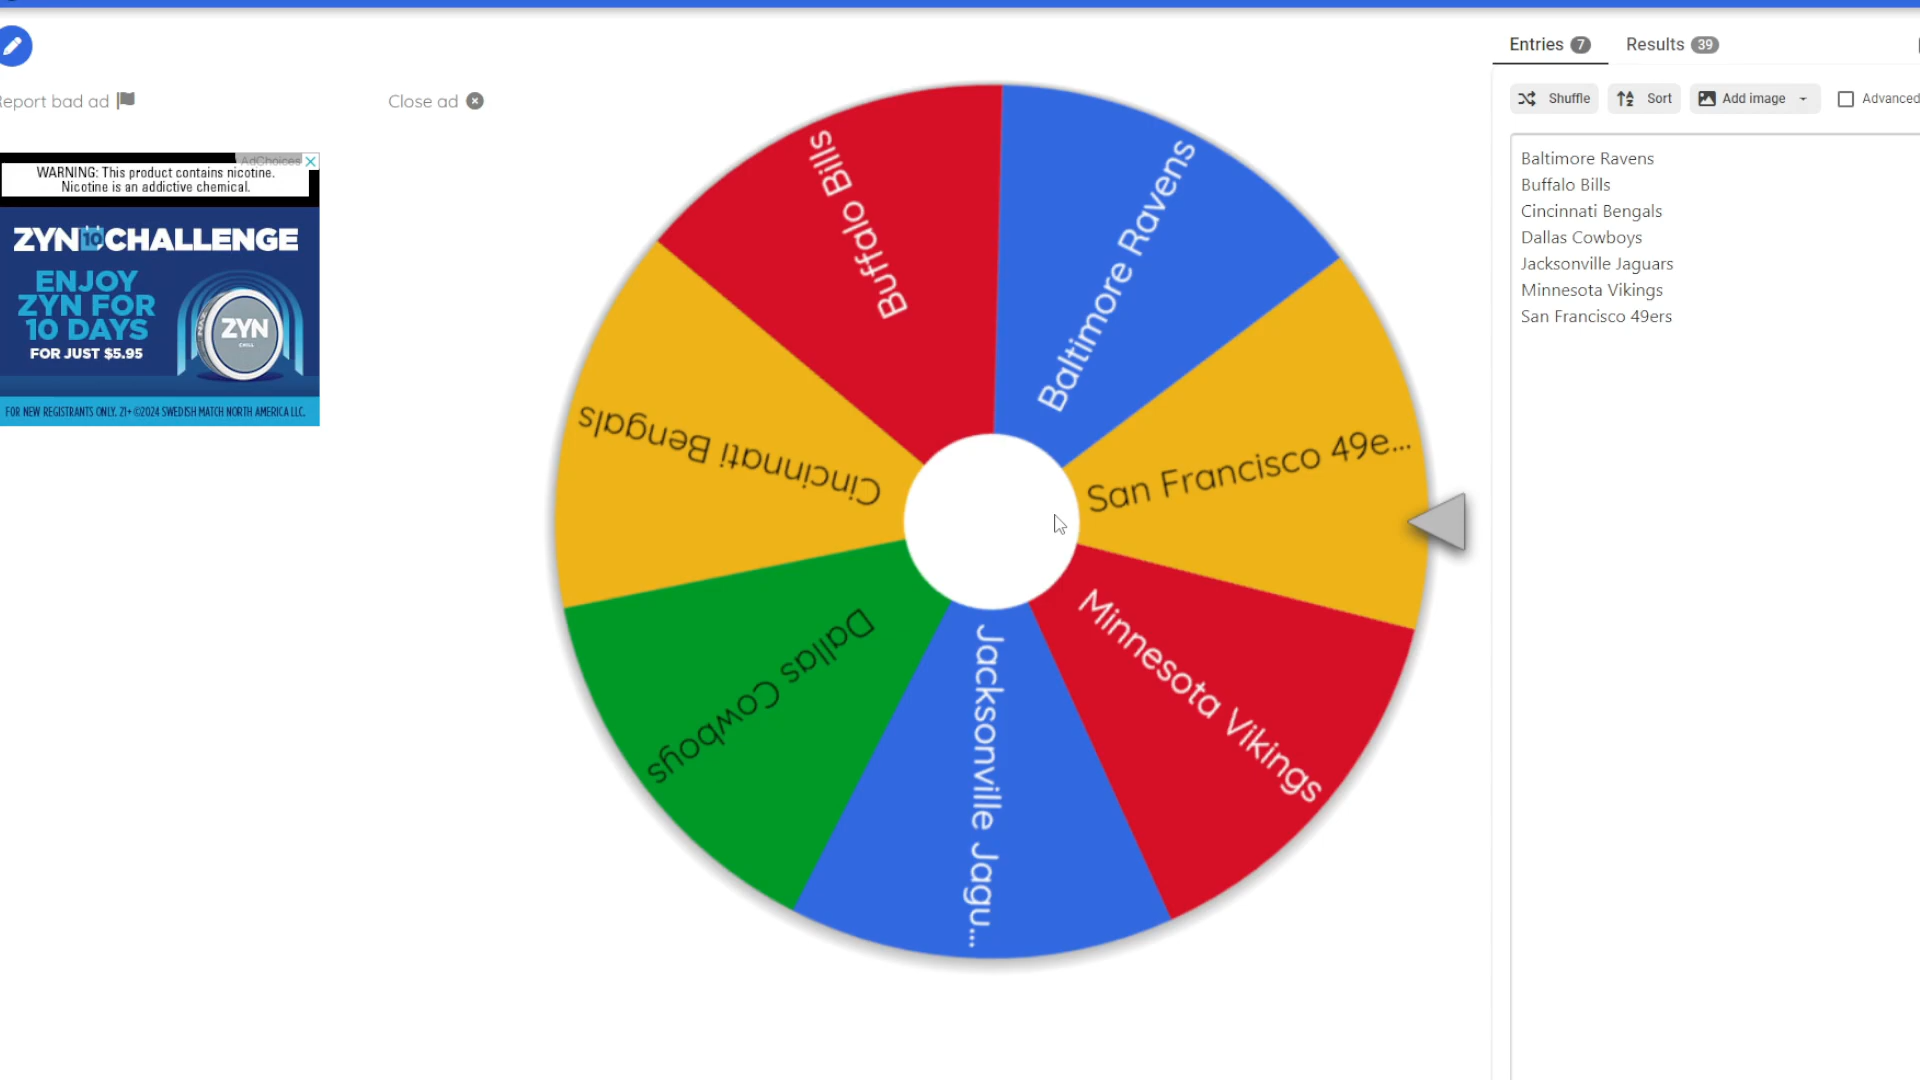 Entries 7
Results 39
Report bad ad
Close ad
Shuffle
Sort
Add image
Advanced
AdChoices
WARNING: This product contains nicotine.
Nicotine is an addictive chemical.
ZYN 10 CHALLENGE
ENJOY
ZYN FOR
10 DAYS
FOR JUST $5.95
ZYN
CHILL
FOR NEW REGISTRANTS ONLY. 21+ ©2024 SWEDISH MATCH NORTH AMERICA LLC.
Buffalo Bills
Baltimore Ravens
San Francisco 49e...
Minnesota Vikings
Jacksonville Jagu...
Dallas Cowboys
Cincinnati Bengals
Baltimore Ravens
Buffalo Bills
Cincinnati Bengals
Dallas Cowboys
Jacksonville Jaguars
Minnesota Vikings
San Francisco 49ers